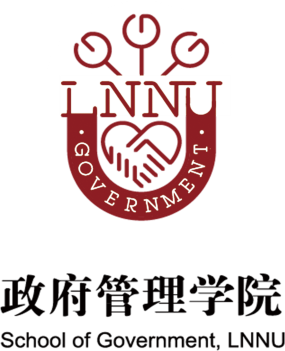 LNNU
·GOVERNMENT·
政府管理学院
School of Government, LNNU